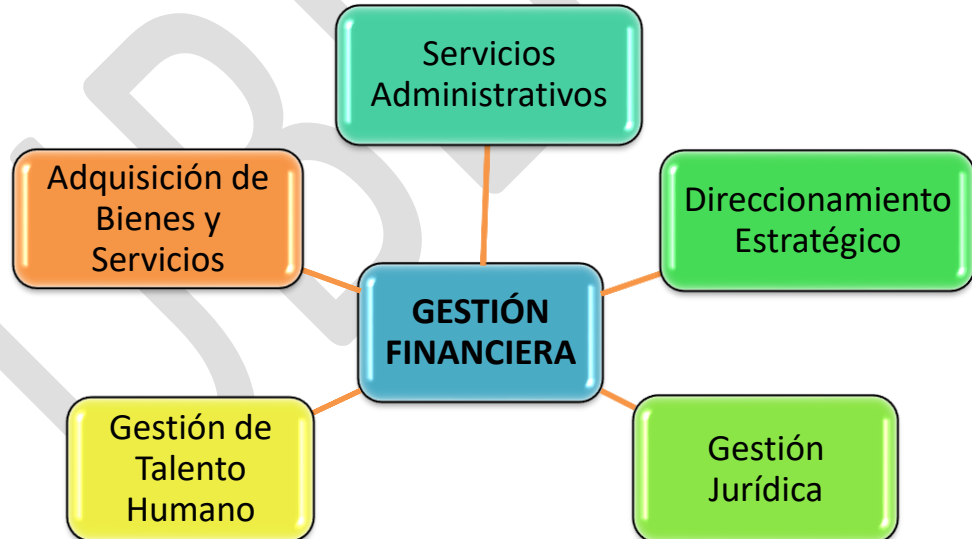 Servicios
Administrativos
Adquisición de
Bienes y
Servicios
Direccionamiento
Estratégico
GESTIÓN
FINANCIERA
Gestión de
Talento
Humano
Gestión
Jurídica